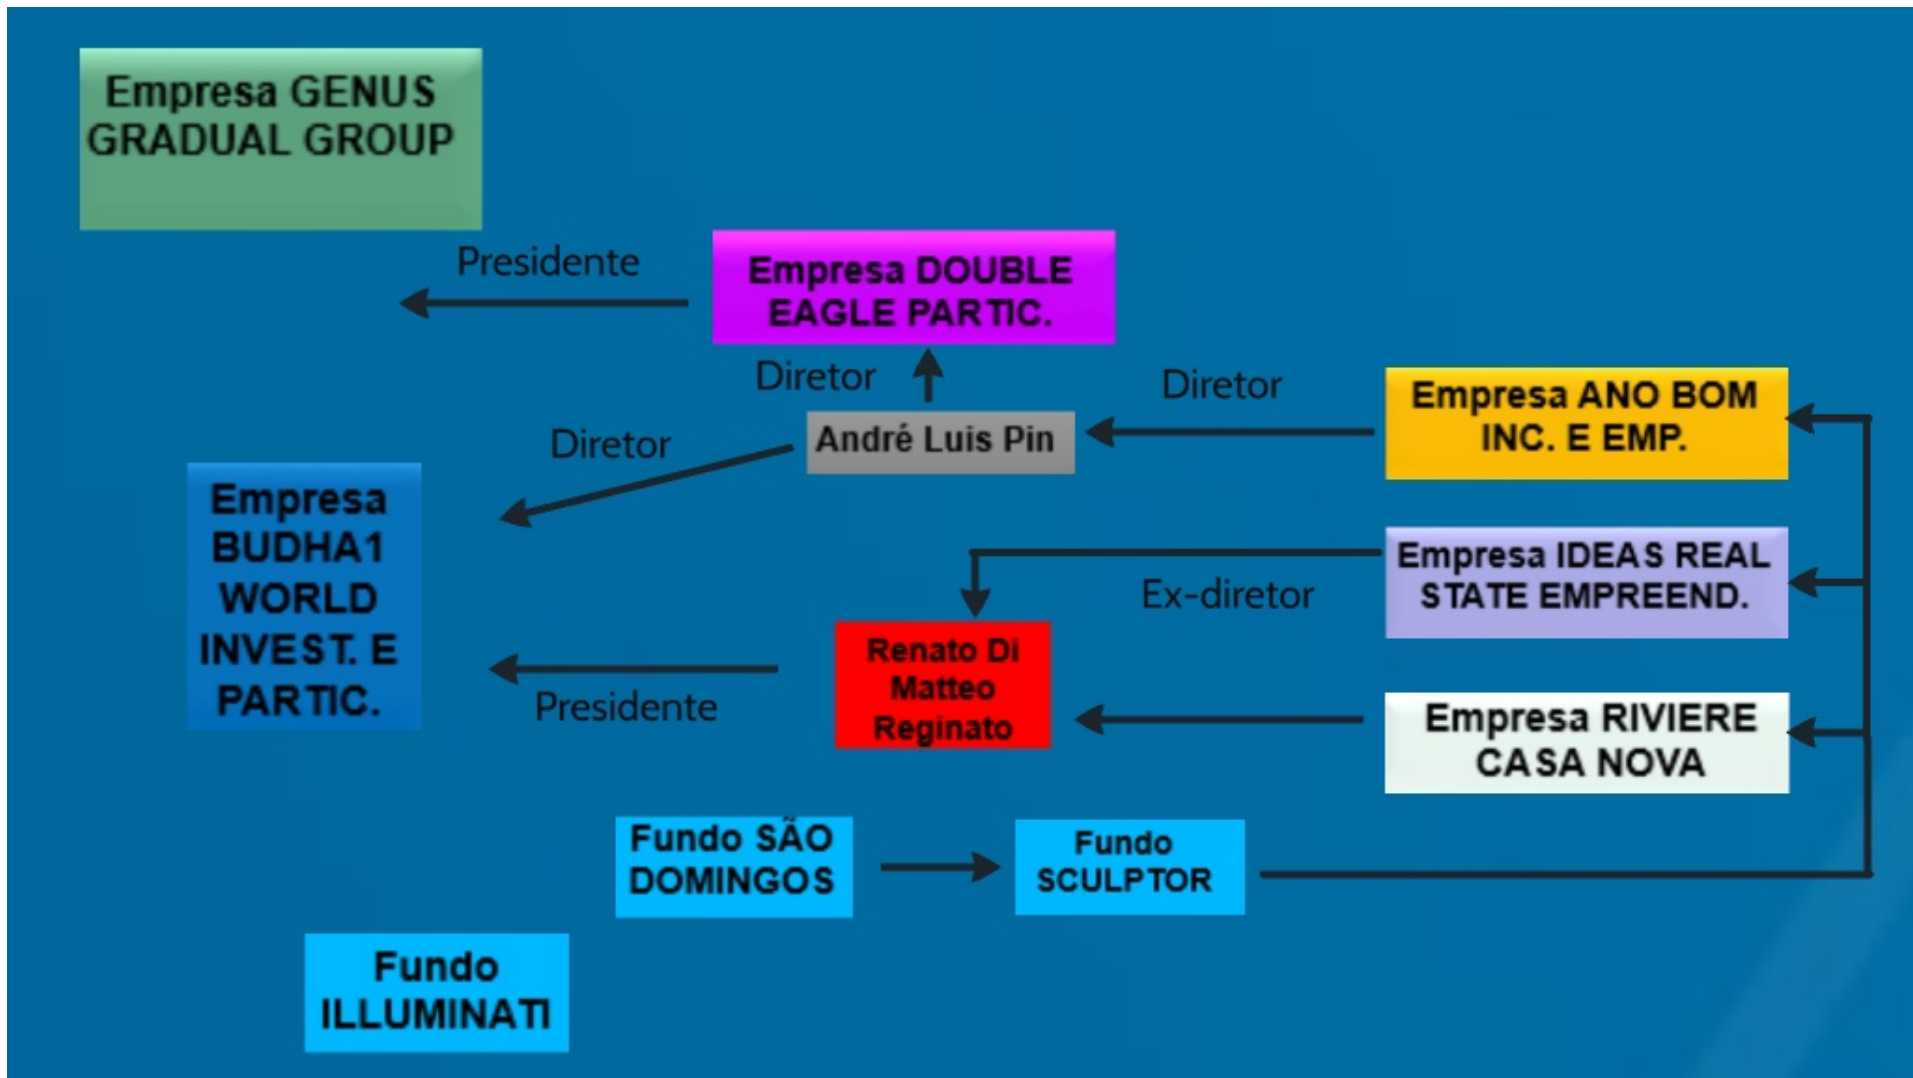 Empresa GENUS
GRADUAL GROUP
Presidente
Empresa DOUBLE
EAGLE PARTIC.
Diretor
Diretor
Empresa ANO BOM
INC. E EMP.
Diretor
André Luis Pin
Empresa
BUDHA1
WORLD
INVEST. E
PARTIC.
Empresa IDEAS REAL
STATE EMPREEND.
Ex-diretor
Renato Di
Matteo
Reginato
Presidente
Empresa RIVIERE
CASA NOVA
Fundo SÃO
DOMINGOS
Fundo
SCULPTOR
Fundo
ILLUMINATI